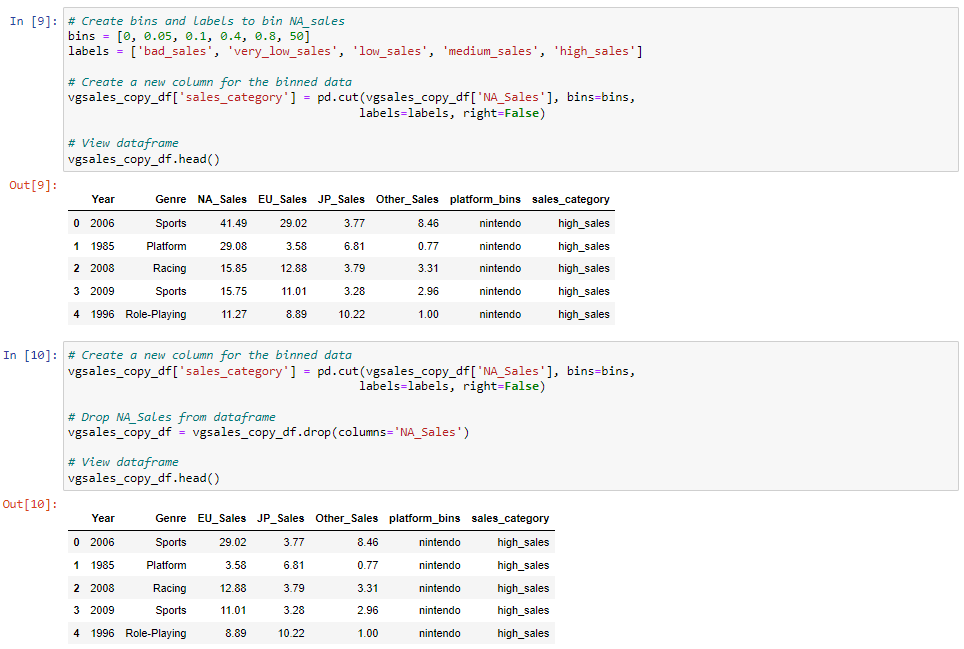 In [9]: # Create bins and labels to bin NA_sales
bins = [0, 0.05, 0.1, 0.4, 0.8, 50]
labels = ['bad_sales', 'very_low_sales', 'low_sales', 'medium_sales', 'high_sales']
# Create a new column for the binned data
vgsales_copy_df['sales_category'] = pd.cut(vgsales_copy_df['NA_Sales'], bins=bins,
labels=labels, right=False)
# View dataframe
vgsales_copy_df.head()
Out[9]:
Year Genre NA_Sales EU_Sales JP_Sales Other_Sales platform_bins sales_category
0 2006 Sports 41.49 29.02 3.77 8.46 nintendo high_sales
1 1985 Platform 29.08 3.58 6.81 0.77 nintendo high_sales
2 2008 Racing 15.85 12.88 3.79 3.31 nintendo high_sales
3 2009 Sports 15.75 11.01 3.28 2.96 nintendo high_sales
4 1996 Role-Playing 11.27 8.89 10.22 1.00 nintendo high_sales
In [10]: # Create a new column for the binned data
vgsales_copy_df['sales_category'] = pd.cut(vgsales_copy_df['NA_Sales'], bins=bins,
labels=labels, right=False)
# Drop NA_Sales from dataframe
vgsales_copy_df = vgsales_copy_df.drop(columns='NA_Sales')
# View dataframe
vgsales_copy_df.head()
Out[10]:
Year Genre EU_Sales JP_Sales Other_Sales platform_bins sales_category
0 2006 Sports 29.02 3.77 8.46 nintendo high_sales
1 1985 Platform 3.58 6.81 0.77 nintendo high_sales
2 2008 Racing 12.88 3.79 3.31 nintendo high_sales
3 2009 Sports 11.01 3.28 2.96 nintendo high_sales
4 1996 Role-Playing 8.89 10.22 1.00 nintendo high_sales